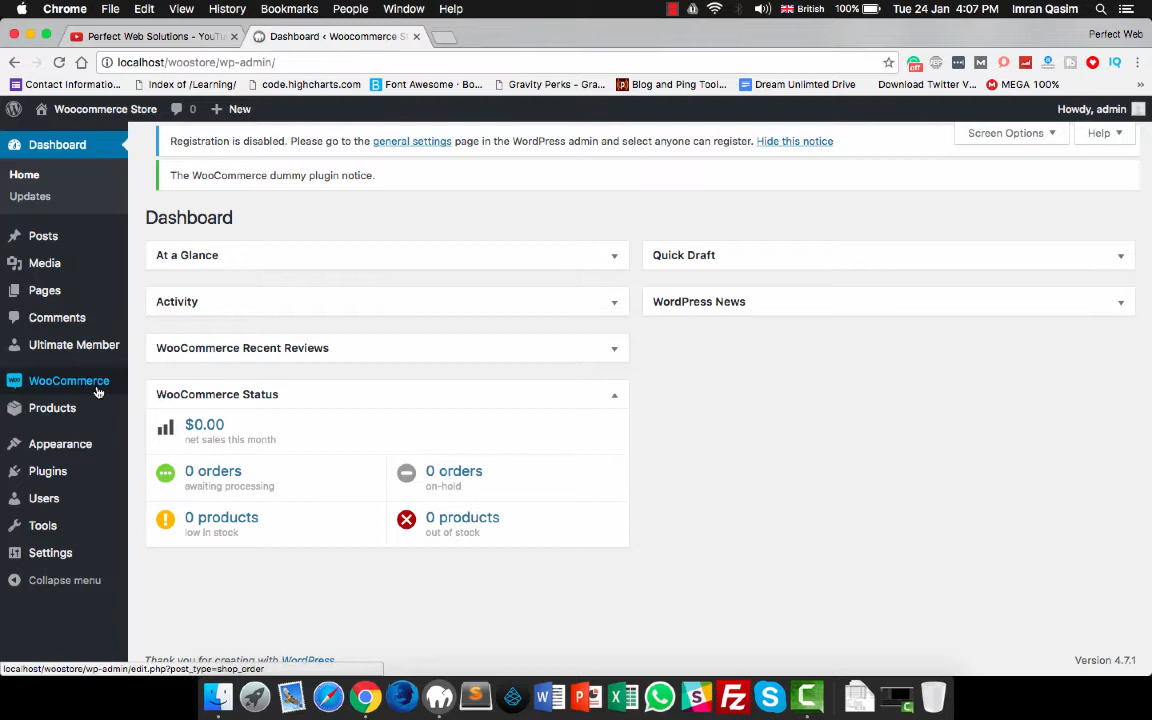 Chrome File Edit View History Bookmarks People Window Help British 100% Tue 24 Jan 4:07 PM Imran Qasim
Perfect Web Solutions - YouTu Dashboard ‹ Woocommerce S Perfect Web
localhost/woostore/wp-admin/
Contact Informatio... Index of /Learning/ code.highcharts.com Font Awesome · Bo... Gravity Perks - Gra... Blog and Ping Tool... Dream Unlimted Drive Download Twitter V... MEGA 100% »
Woocommerce Store 0 New Howdy, admin
Dashboard
Home
Updates
Posts
Media
Pages
Comments
Ultimate Member
WooCommerce
Products
Appearance
Plugins
Users
Tools
Settings
Collapse menu
Screen Options Help
Registration is disabled. Please go to the general settings page in the WordPress admin and select anyone can register. Hide this notice
The WooCommerce dummy plugin notice.
Dashboard
At a Glance
Quick Draft
Activity
WordPress News
WooCommerce Recent Reviews
WooCommerce Status
$0.00
net sales this month
0 orders
awaiting processing
0 orders
on-hold
0 products
low in stock
0 products
out of stock
Thank you for creating with WordPress
Version 4.7.1
localhost/woostore/wp-admin/edit.php?post_type=shop_order